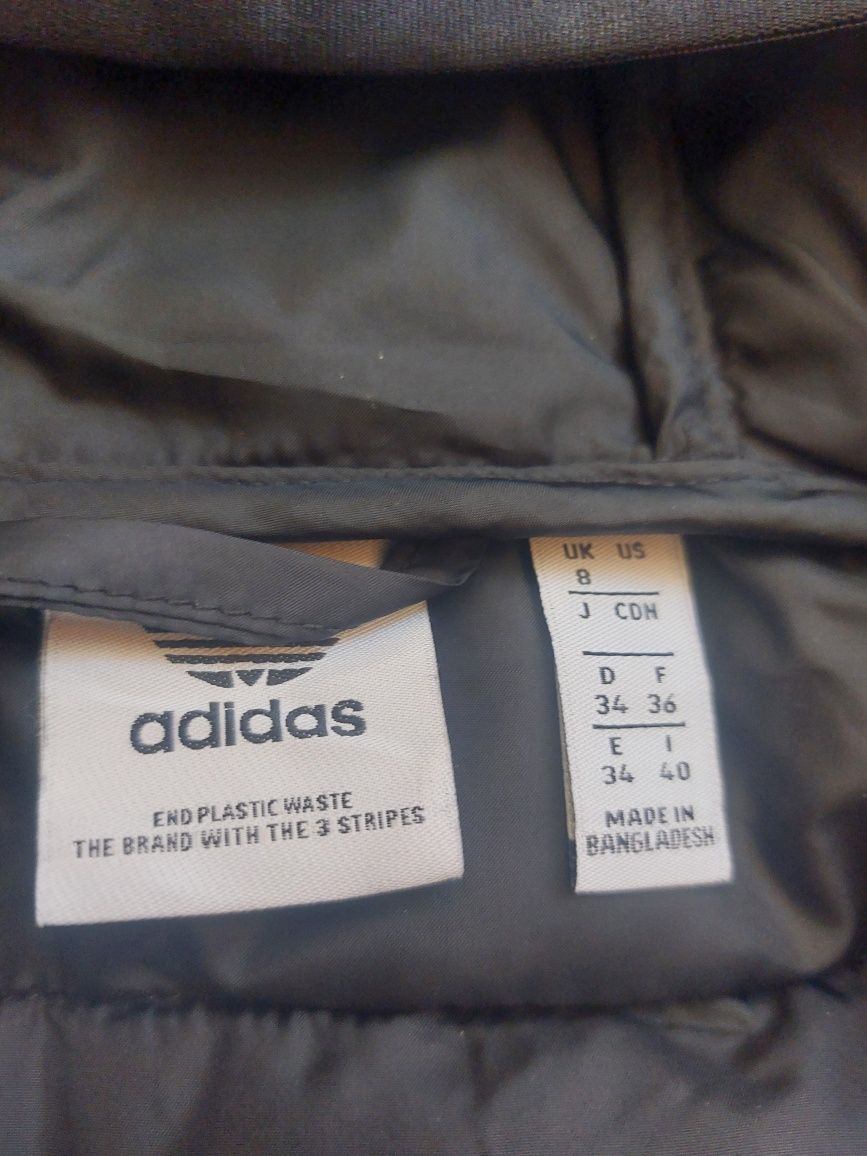 adidas
END PLASTIC WASTE
THE BRAND WITH THE 3 STRIPES
UK US
8
J CDN
D F
34 36
E I
34 40
MADE IN
BANGLADESH